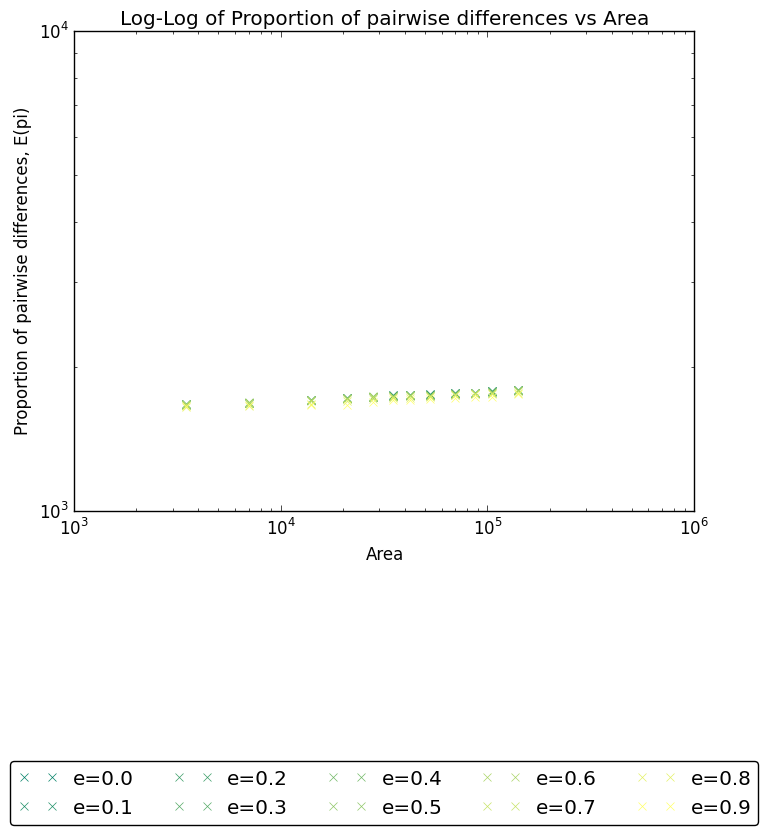 Log-Log of Proportion of pairwise differences vs Area
10^4
Proportion of pairwise differences, E(pi)
10^3
10^3 10^4 10^5 10^6
Area
e=0.0 e=0.2 e=0.4 e=0.6 e=0.8
e=0.1 e=0.3 e=0.5 e=0.7 e=0.9